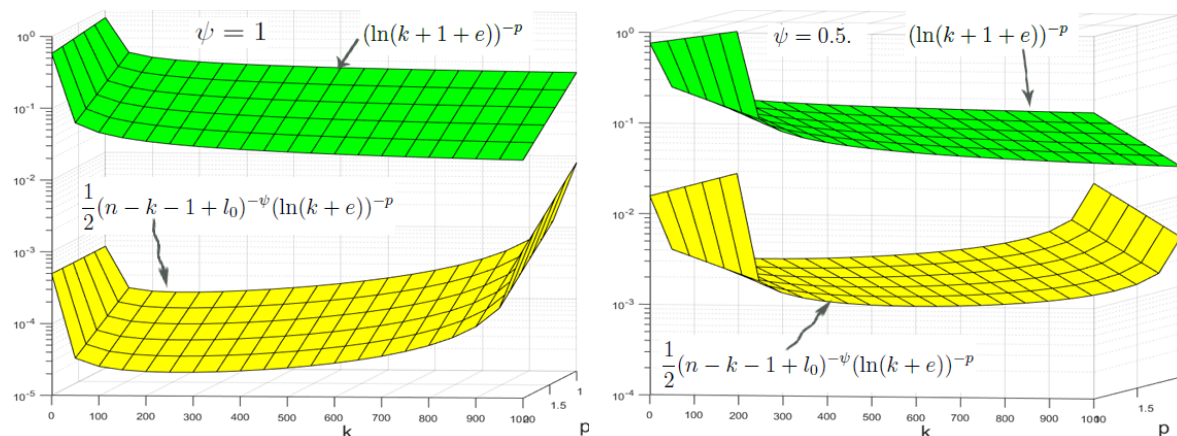 ψ = 1
(ln(k + 1 + e))^{-p}
10^0
10^{-1}
10^{-2}
10^{-3}
10^{-4}
10^{-5}
\frac{1}{2}(n − k − 1 + l_0)^{-ψ}(ln(k + e))^{-p}
0 100 200 300 400 500 600 700 800 900 1000
1
1.5
2
k
p
ψ = 0.5.
(ln(k + 1 + e))^{-p}
10^0
10^{-1}
10^{-2}
10^{-3}
10^{-4}
\frac{1}{2}(n − k − 1 + l_0)^{-ψ}(ln(k + e))^{-p}
0 100 200 300 400 500 600 700 800 900
1.5
k
p